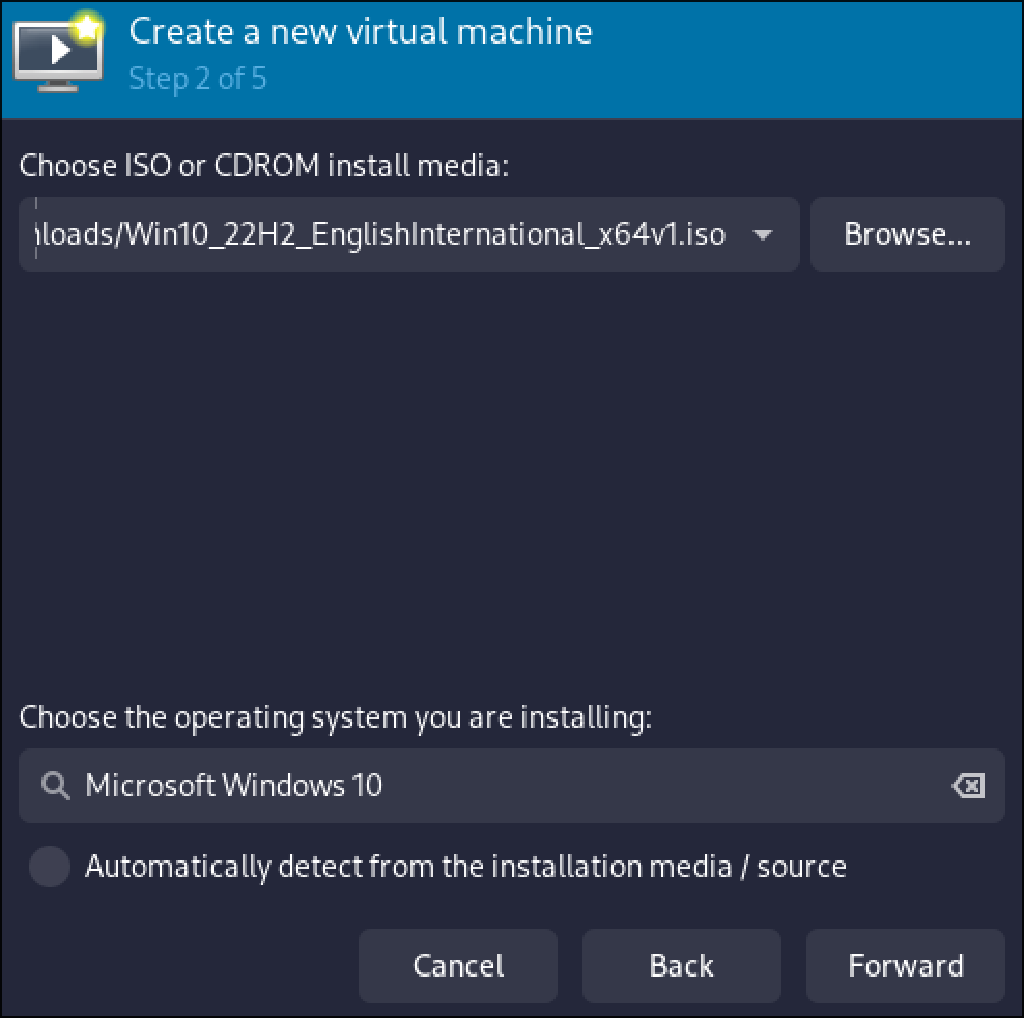 Create a new virtual machine
Step 2 of 5
Choose ISO or CDROM install media:
loads/Win10_22H2_EnglishInternational_x64v1.iso
Browse...
Choose the operating system you are installing:
Microsoft Windows 10
Automatically detect from the installation media / source
Cancel
Back
Forward